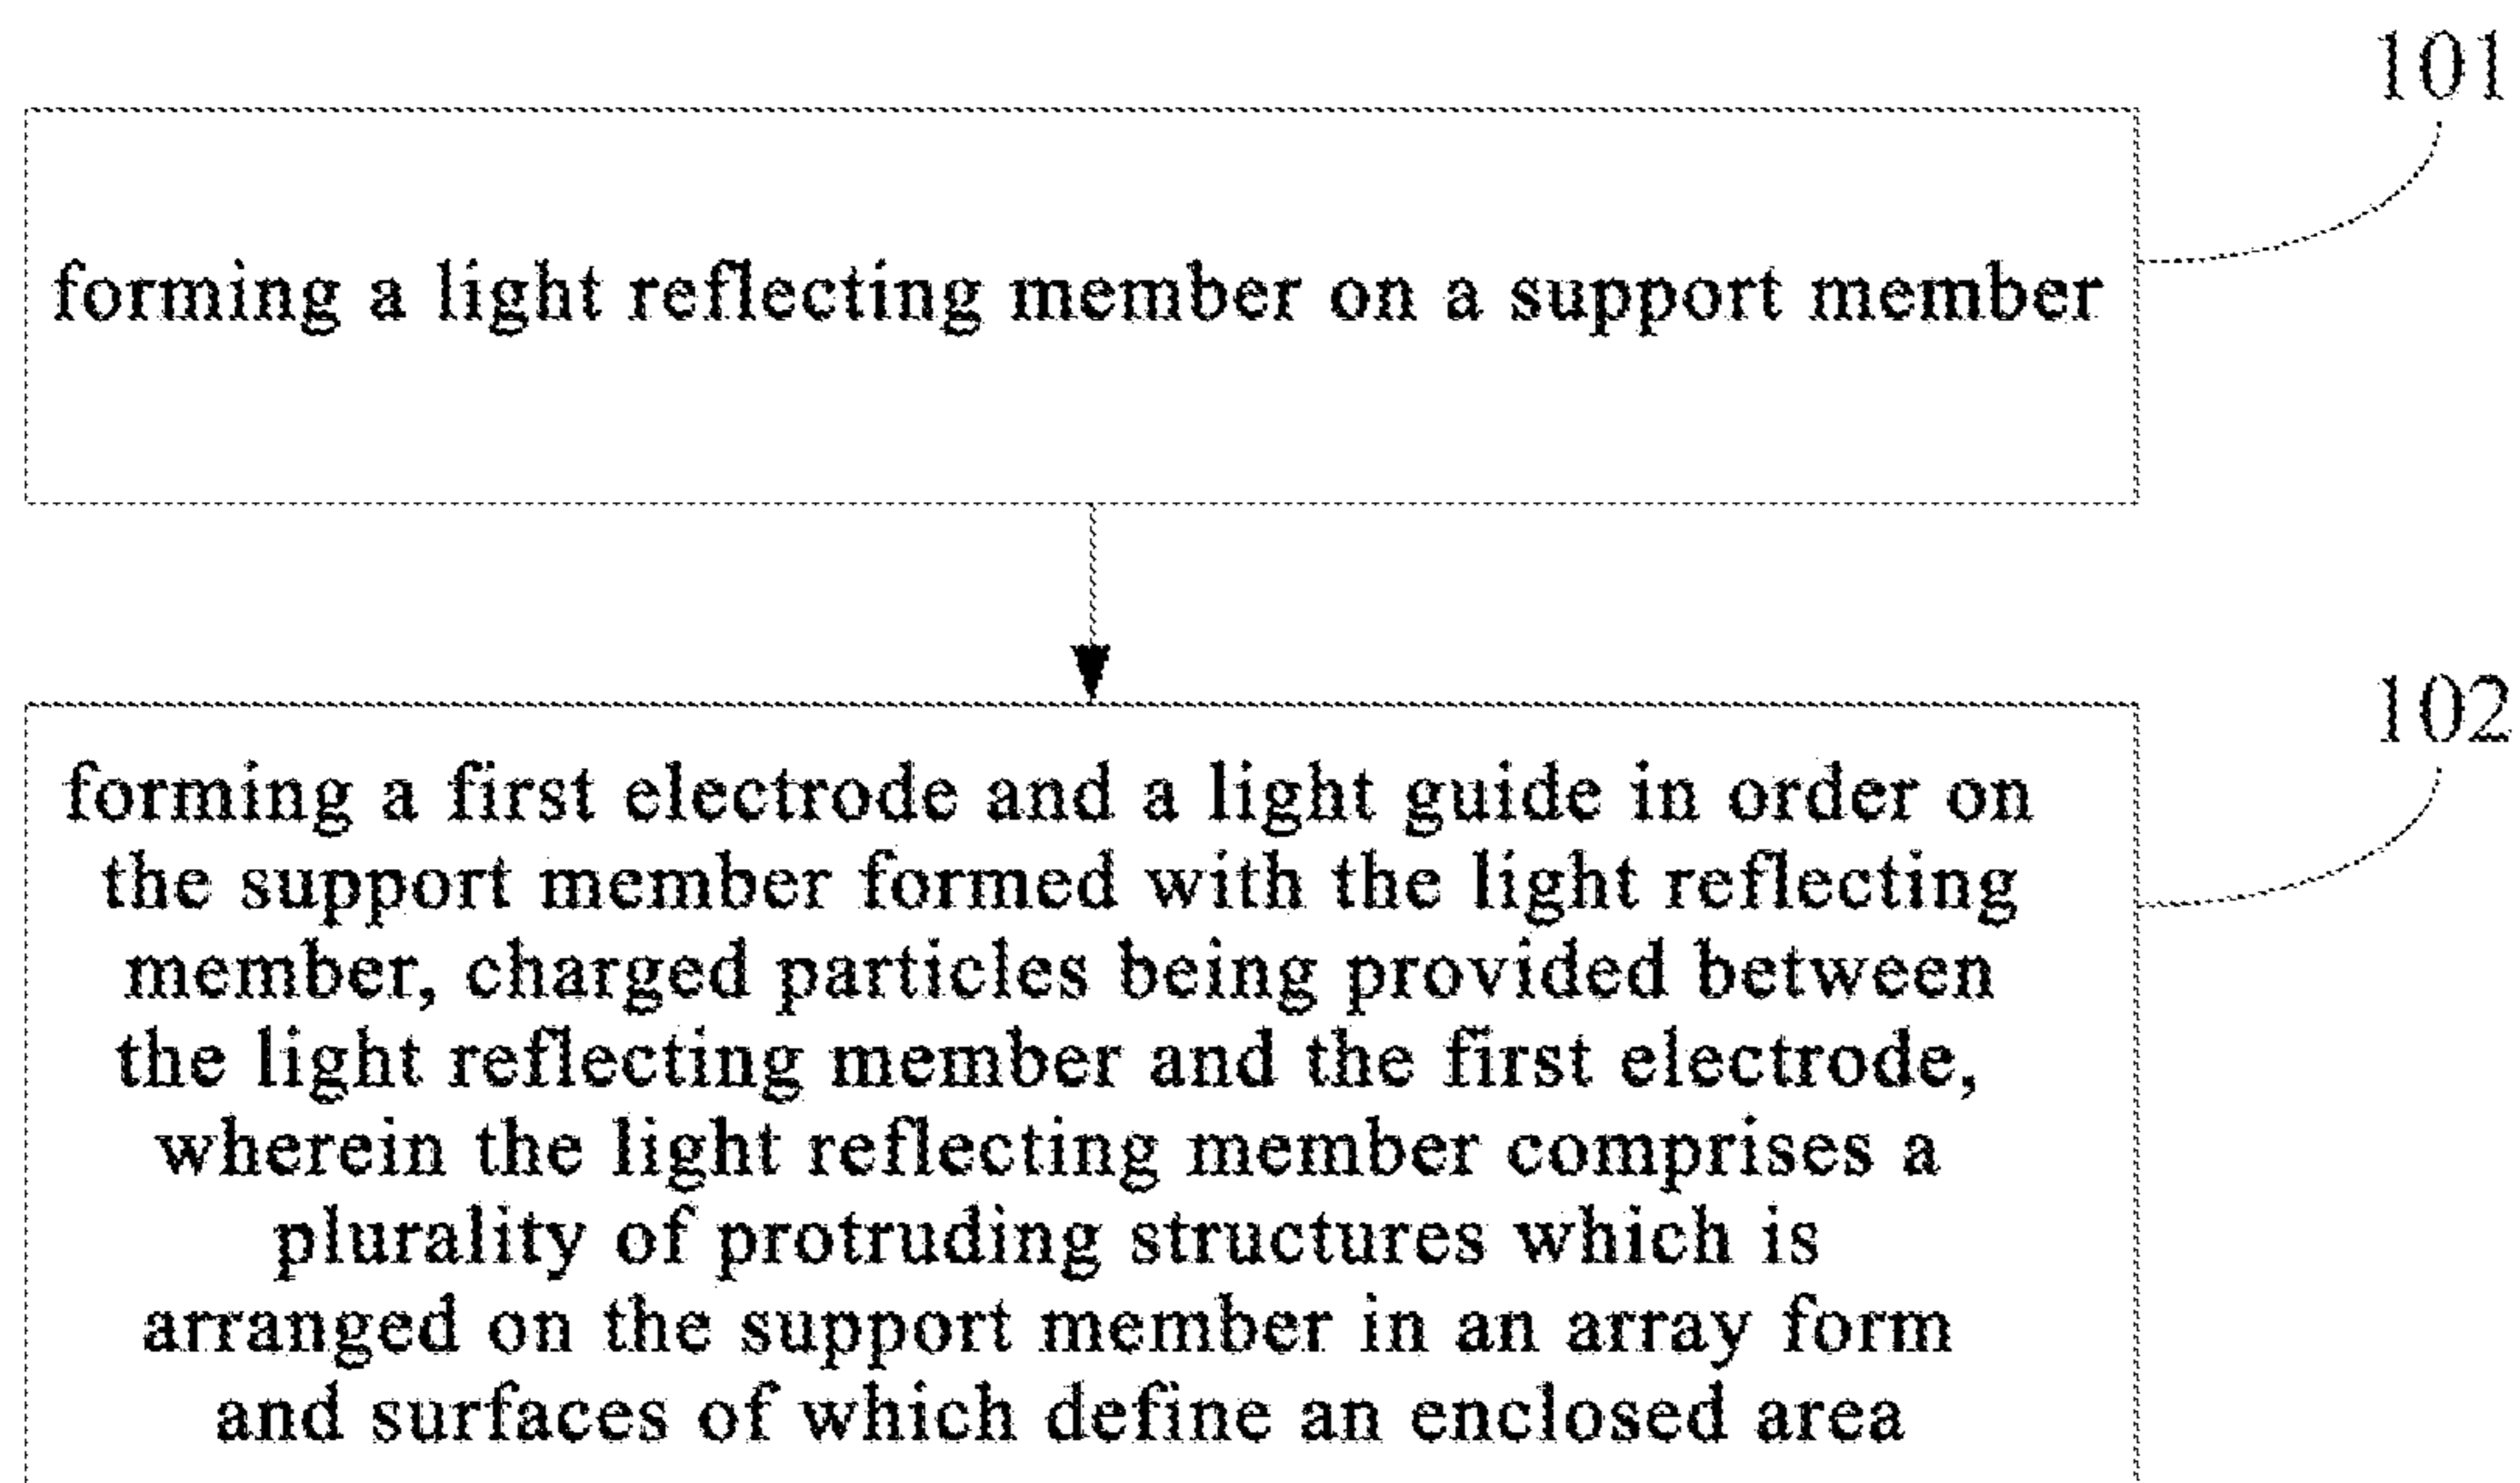 101
forming a light reflecting member on a support member
102
forming a first electrode and a light guide in order on
the support member formed with the light reflecting
member, charged particles being provided between
the light reflecting member and the first electrode,
wherein the light reflecting member comprises a
plurality of protruding structures which is
arranged on the support member in an array form
and surfaces of which define an enclosed area